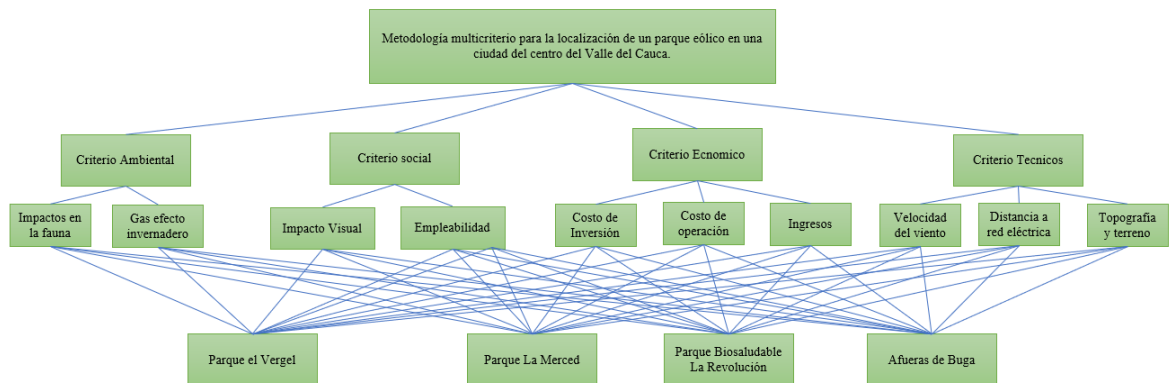 Metodología multicriterio para la localización de un parque eólico en una
ciudad del centro del Valle del Cauca.
Criterio Ambiental
Criterio social
Criterio Ecnomico
Criterio Tecnicos
Impactos en
la fauna
Gas efecto
invernadero
Impacto Visual
Empleabilidad
Costo de
Inversión
Costo de
operación
Ingresos
Velocidad
del viento
Distancia a
red eléctrica
Topografía
y terreno
Parque el Vergel
Parque La Merced
Parque Biosaludable
La Revolución
Afueras de Buga